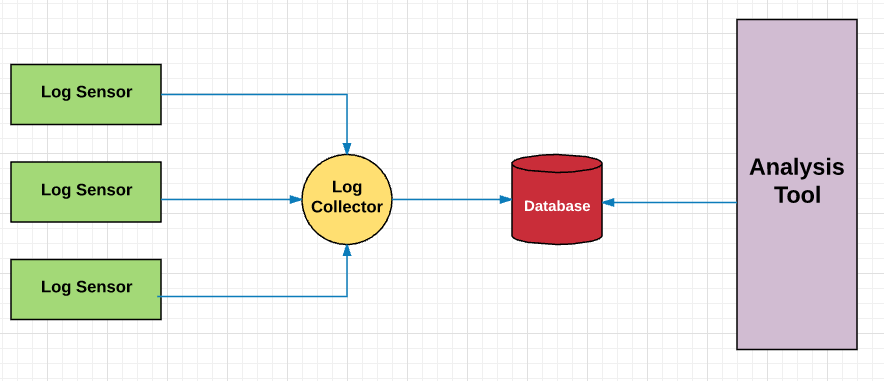 Log Sensor
Log Sensor
Log Sensor
Log
Collector
Database
Analysis
Tool